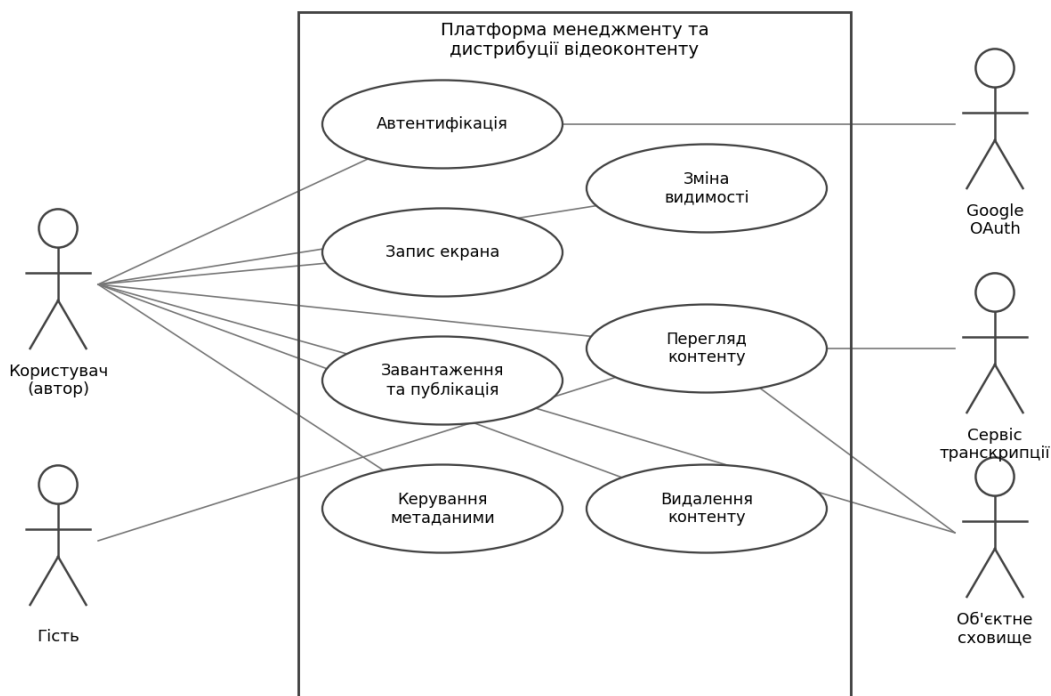 Платформа менеджменту та
дистрибуції відеоконтенту
Автентифікація
Зміна
видимості
Google
OAuth
Запис екрана
Користувач
(автор)
Перегляд
контенту
Завантаження
та публікація
Сервіс
транскрипції
Керування
метаданими
Видалення
контенту
Гість
Об'єктне
сховище